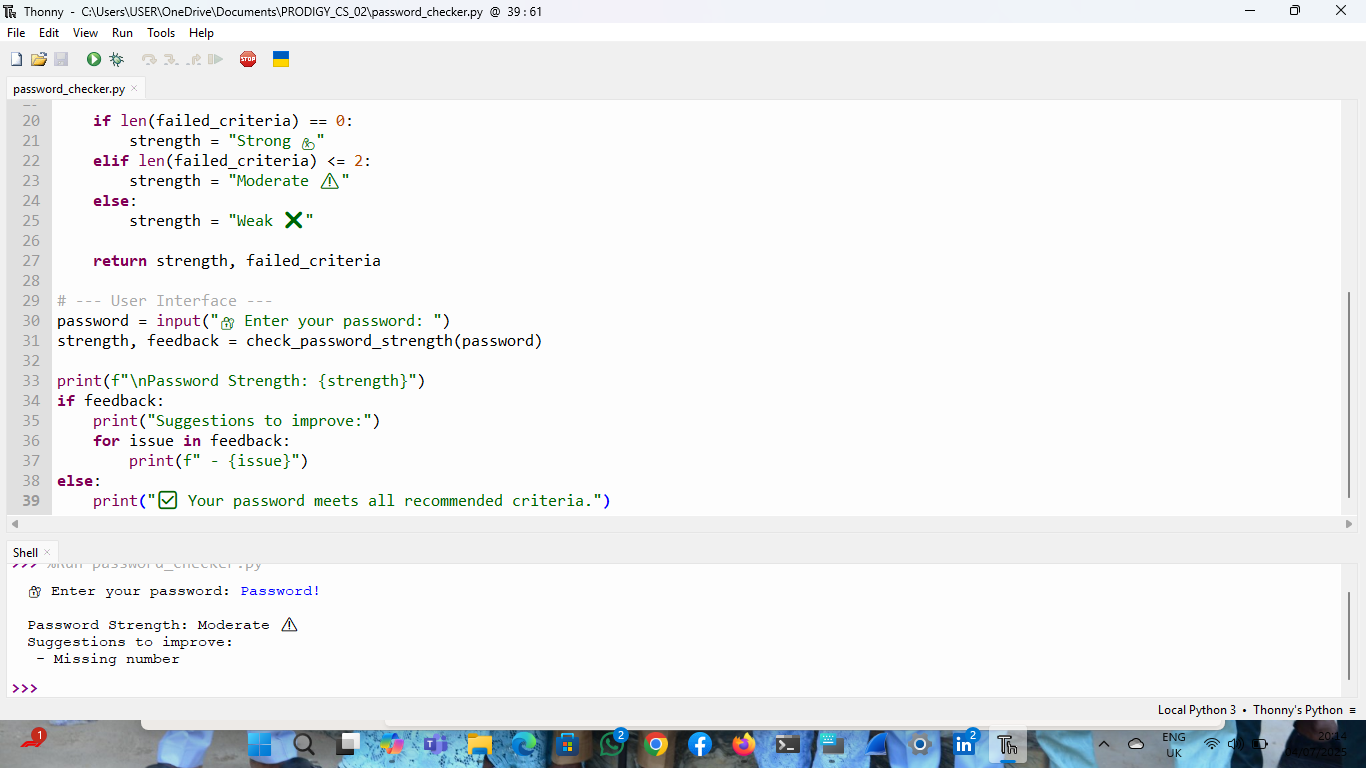 Thonny - C:\Users\USER\OneDrive\Documents\PRODIGY_CS_02\password_checker.py @ 39 : 61
File Edit View Run Tools Help
STOP
password_checker.py ×
20     if len(failed_criteria) == 0:
21         strength = "Strong 💪"
22     elif len(failed_criteria) <= 2:
23         strength = "Moderate ⚠️"
24     else:
25         strength = "Weak ❌"
26
27     return strength, failed_criteria
28
29 # --- User Interface ---
30 password = input("🔐 Enter your password: ")
31 strength, feedback = check_password_strength(password)
32
33 print(f"\nPassword Strength: {strength}")
34 if feedback:
35     print("Suggestions to improve:")
36     for issue in feedback:
37         print(f" - {issue}")
38 else:
39     print("✅ Your password meets all recommended criteria.")
Shell ×
>>> %Run password_checker.py
🔐 Enter your password: Password!
Password Strength: Moderate ⚠️
Suggestions to improve:
- Missing number
>>>
Local Python 3 • Thonny's Python ≡
1
2
2
ENG
UK
20:14